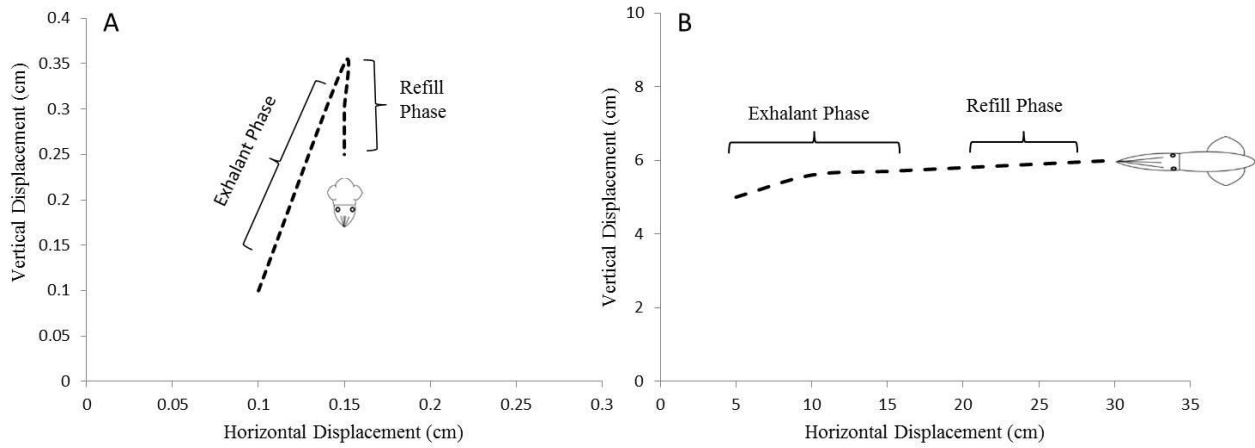 A
Vertical Displacement (cm)
0.4
0.35
0.3
0.25
0.2
0.15
0.1
0.05
0
Exhalant Phase
Refill
Phase
0
0.05
0.1
0.15
0.2
0.25
0.3
Horizontal Displacement (cm)
B
Vertical Displacement (cm)
10
8
6
4
2
0
Exhalant Phase
Refill Phase
0
5
10
15
20
25
30
35
Horizontal Displacement (cm)